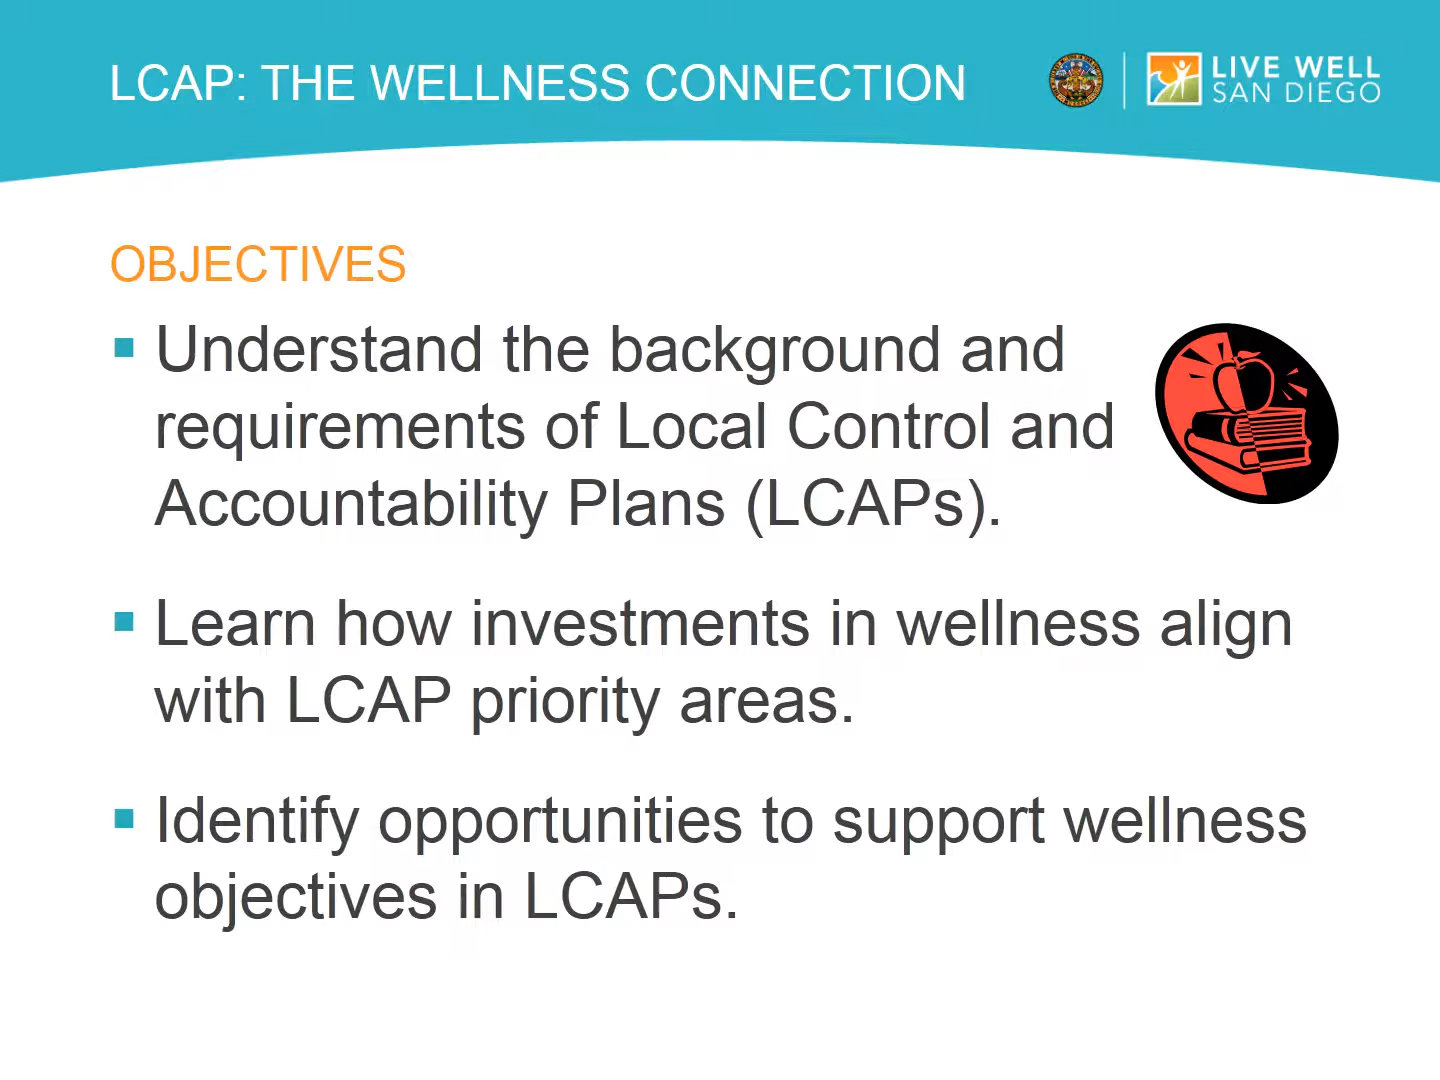 LCAP: THE WELLNESS CONNECTION
LIVE WELL
SAN DIEGO
OBJECTIVES
▪ Understand the background and
requirements of Local Control and
Accountability Plans (LCAPs).
▪ Learn how investments in wellness align
with LCAP priority areas.
▪ Identify opportunities to support wellness
objectives in LCAPs.